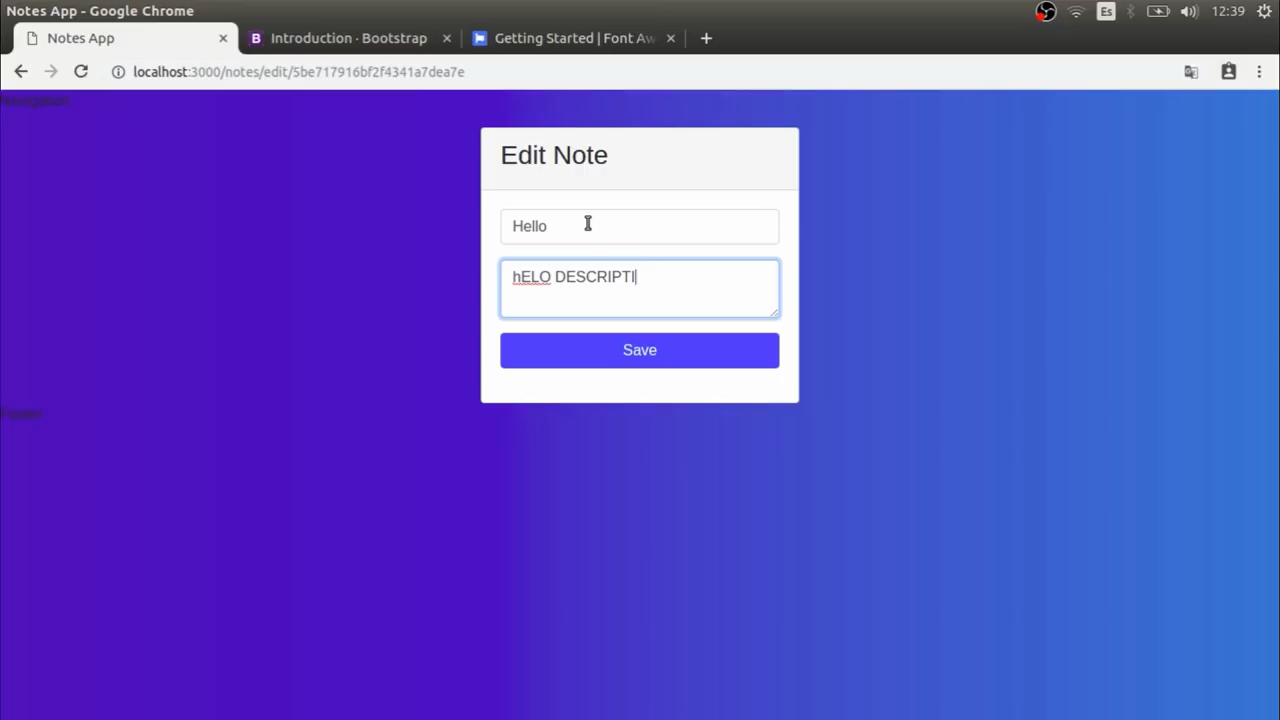 Notes App - Google Chrome
Es
12:39
Notes App
B Introduction · Bootstrap
Getting Started | Font Aw
localhost:3000/notes/edit/5be717916bf2f4341a7dea7e
Navigation
Edit Note
Hello
hELO DESCRIPTI
Save
Footer